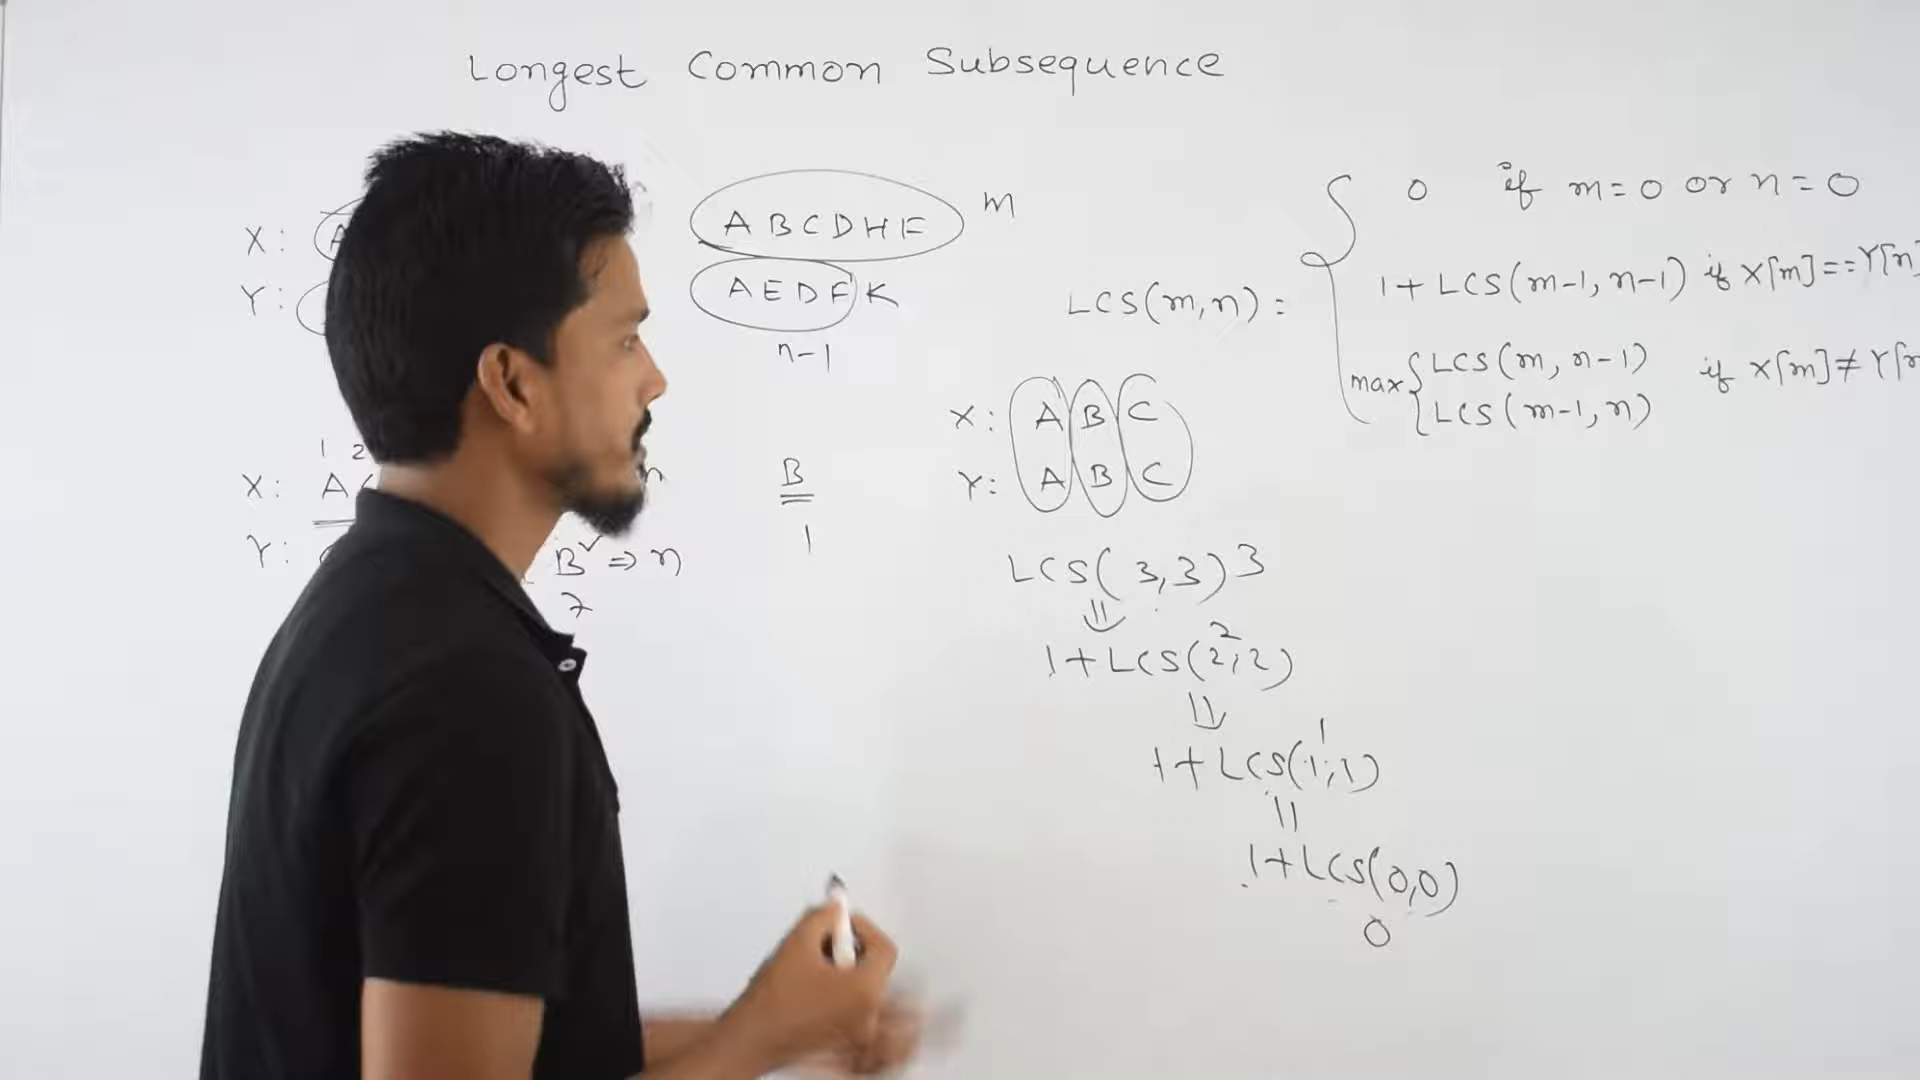 Longest Common Subsequence
X:
Y:
ABCDHF m
AEDFK
n-1
LCS(m,n) =
0 if m=0 or n=0
1+LCS(m-1,n-1) if X[m]==Y[n]
max LCS(m,n-1) if X[m]≠Y[n
LCS(m-1,n)
1 2
X: A
Y: B ✓ ⇒ n
7
B
1
X: A B C
Y: A B C
LCS(3,3) 3
1+LCS(2,2) 2
1+LCS(1,1) 1
1+LCS(0,0)
0